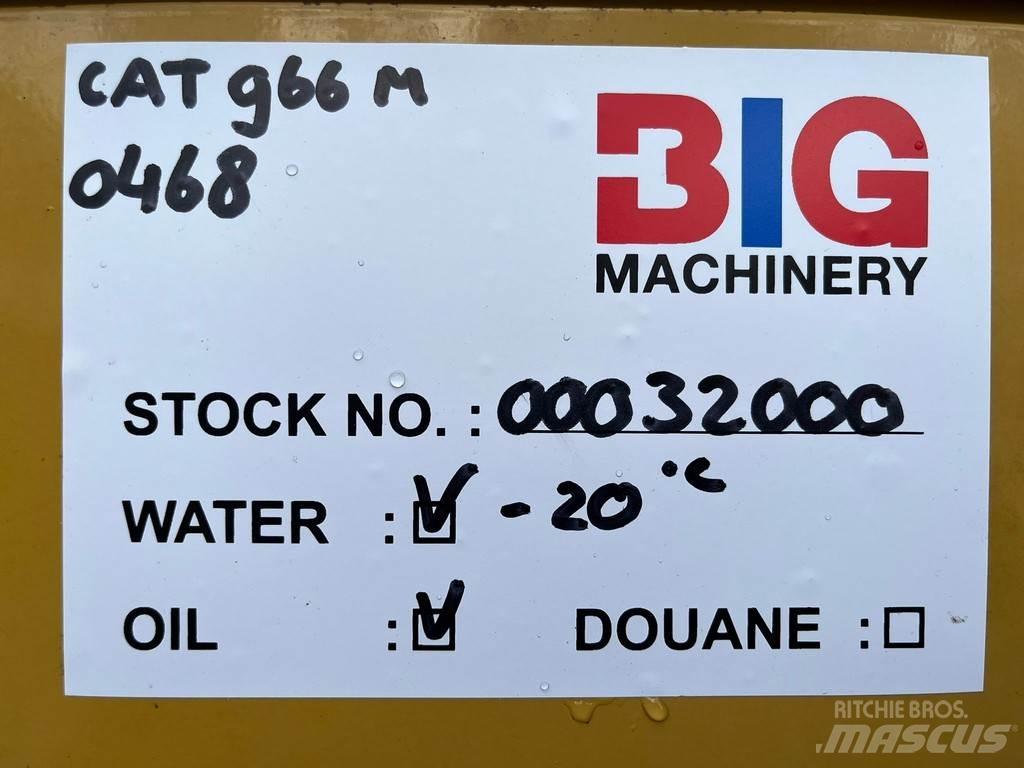 CAT 966 M
0468
BIG
MACHINERY
STOCK NO. : 00032000
WATER : -20 °C
OIL : DOUANE :
RITCHIE BROS.
MASCUS